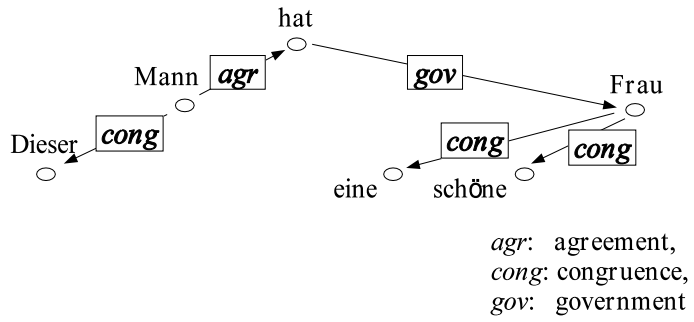 hat
Mann agr gov Frau
Dieser cong cong cong
eine schöne
agr: agreement,
cong: congruence,
gov: government